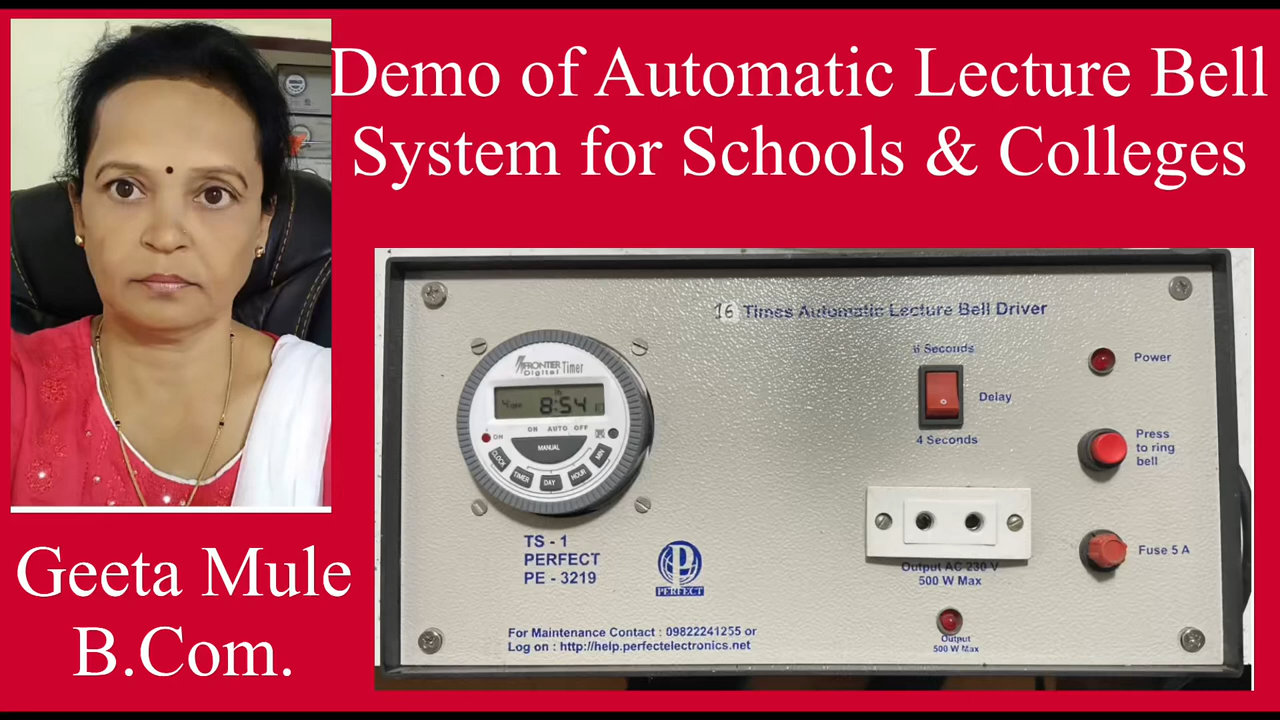 Demo of Automatic Lecture Bell
System for Schools & Colleges
Geeta Mule
B.Com.
16 Times Automatic Lecture Bell Driver
FRONTIER
Digital Timer
8:54
ON AUTO OFF
ON
MANUAL
CLOCK
TIMER
DAY
HOUR
MIN
TS - 1
PERFECT
PE - 3219
P
PERFECT
For Maintenance Contact : 09822241255 or
Log on : http://help.perfectelectronics.net
Seconds
Delay
4 Seconds
Power
Press
to ring
bell
Fuse 5 A
Output AC 230 V
500 W Max
Output
500 W Max